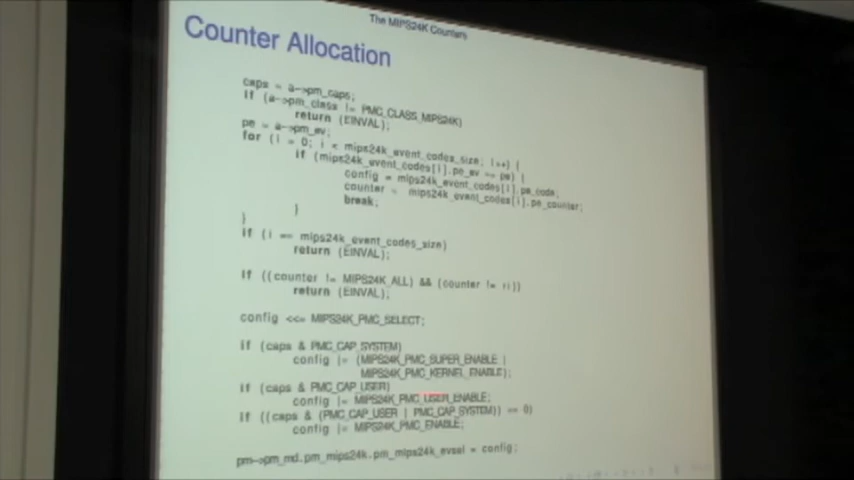 The MIPS24K Counters
Counter Allocation
caps = a->pm_caps;
if (a->pm_class != PMC_CLASS_MIPS24K)
return (EINVAL);
pe = a->pm_ev;
for (i = 0; i < mips24k_event_codes_size; i++) {
if (mips24k_event_codes[i].pe_ev == pe) {
config = mips24k_event_codes[i].pe_code;
counter = mips24k_event_codes[i].pe_counter;
break;
}
}
if (i == mips24k_event_codes_size)
return (EINVAL);
if ((counter != MIPS24K_ALL) && (counter != ri))
return (EINVAL);
config <<= MIPS24K_PMC_SELECT;
if (caps & PMC_CAP_SYSTEM)
config |= (MIPS24K_PMC_SUPER_ENABLE |
MIPS24K_PMC_KERNEL_ENABLE);
if (caps & PMC_CAP_USER)
config |= MIPS24K_PMC_USER_ENABLE;
if ((caps & (PMC_CAP_USER | PMC_CAP_SYSTEM)) == 0)
config |= MIPS24K_PMC_ENABLE;
pm->pm_md.pm_mips24k.pm_mips24k_evsel = config;